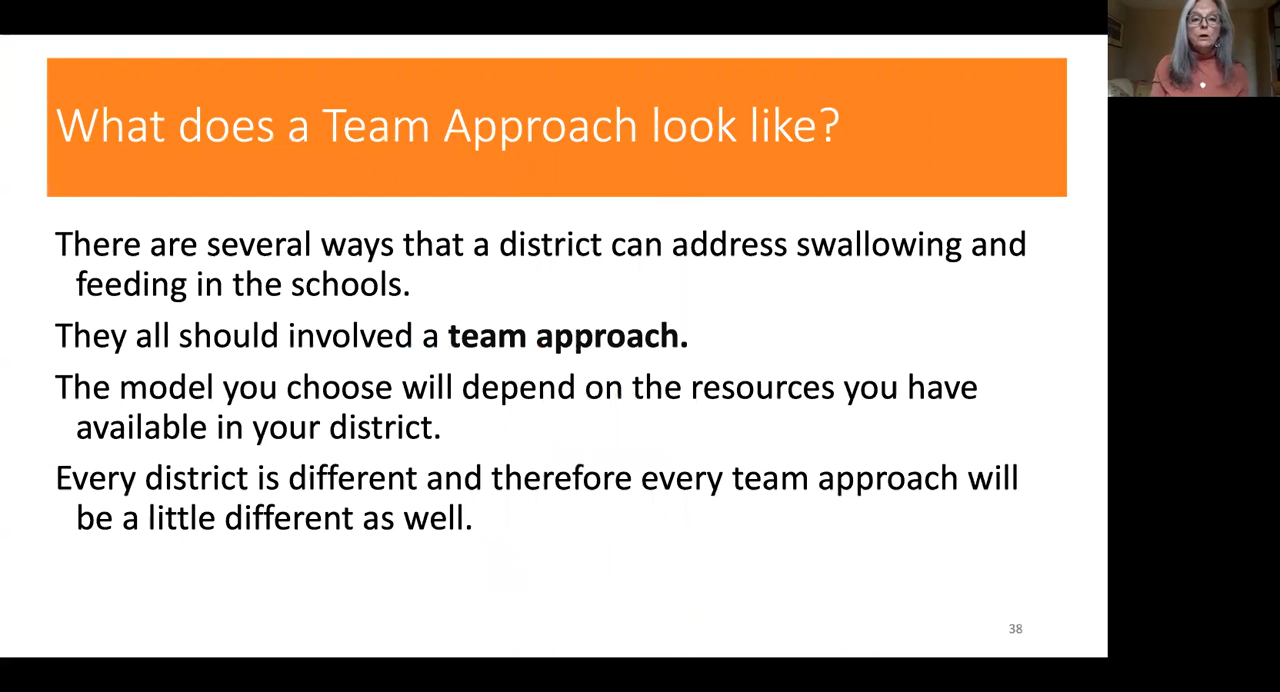 What does a Team Approach look like?
There are several ways that a district can address swallowing and
feeding in the schools.
They all should involved a team approach.
The model you choose will depend on the resources you have
available in your district.
Every district is different and therefore every team approach will
be a little different as well.
38